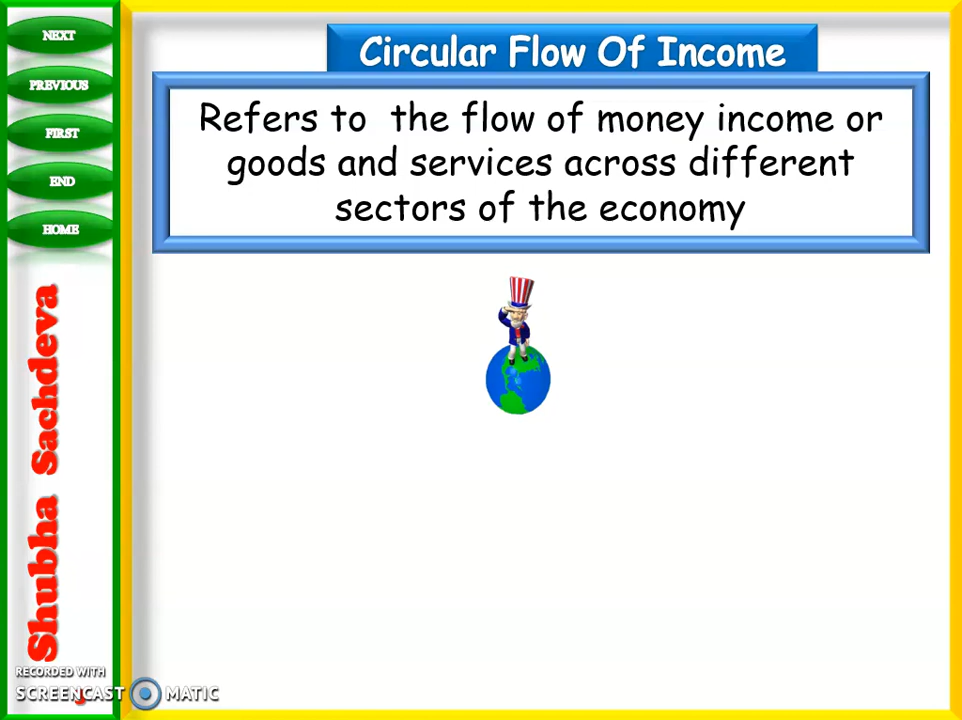 NEXT
PREVIOUS
FIRST
END
HOME
Shubha Sachdeva
Circular Flow Of Income
Refers to the flow of money income or
goods and services across different
sectors of the economy
RECORDED WITH
SCREENCAST MATIC